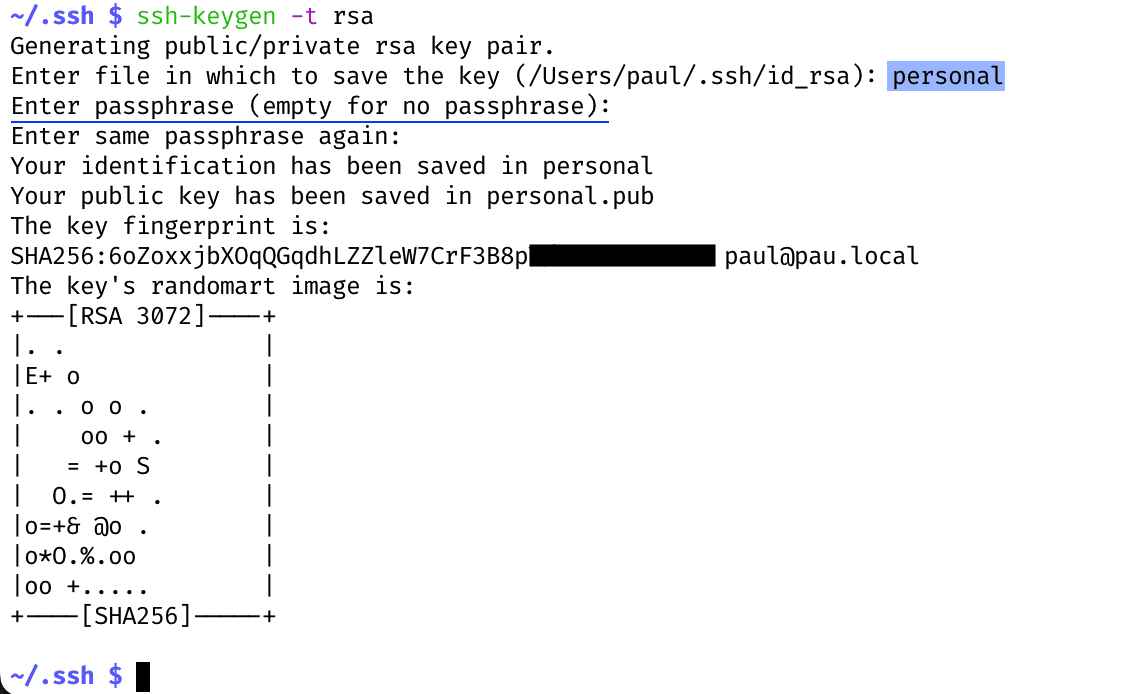 ~/.ssh $ ssh-keygen -t rsa
Generating public/private rsa key pair.
Enter file in which to save the key (/Users/paul/.ssh/id_rsa): personal
Enter passphrase (empty for no passphrase):
Enter same passphrase again:
Your identification has been saved in personal
Your public key has been saved in personal.pub
The key fingerprint is:
SHA256:6oZoxxjbXOqQGqdhLZZleW7CrF3B8p paul@pau.local
The key's randomart image is:
+---[RSA 3072]----+
|. .              |
|E+ o             |
|. . o o .        |
|    oo + .       |
|   = +o S        |
|  O.= ++ .       |
|o=+& @o .        |
|o*O.%.oo         |
|oo +.....        |
+----[SHA256]-----+
~/.ssh $